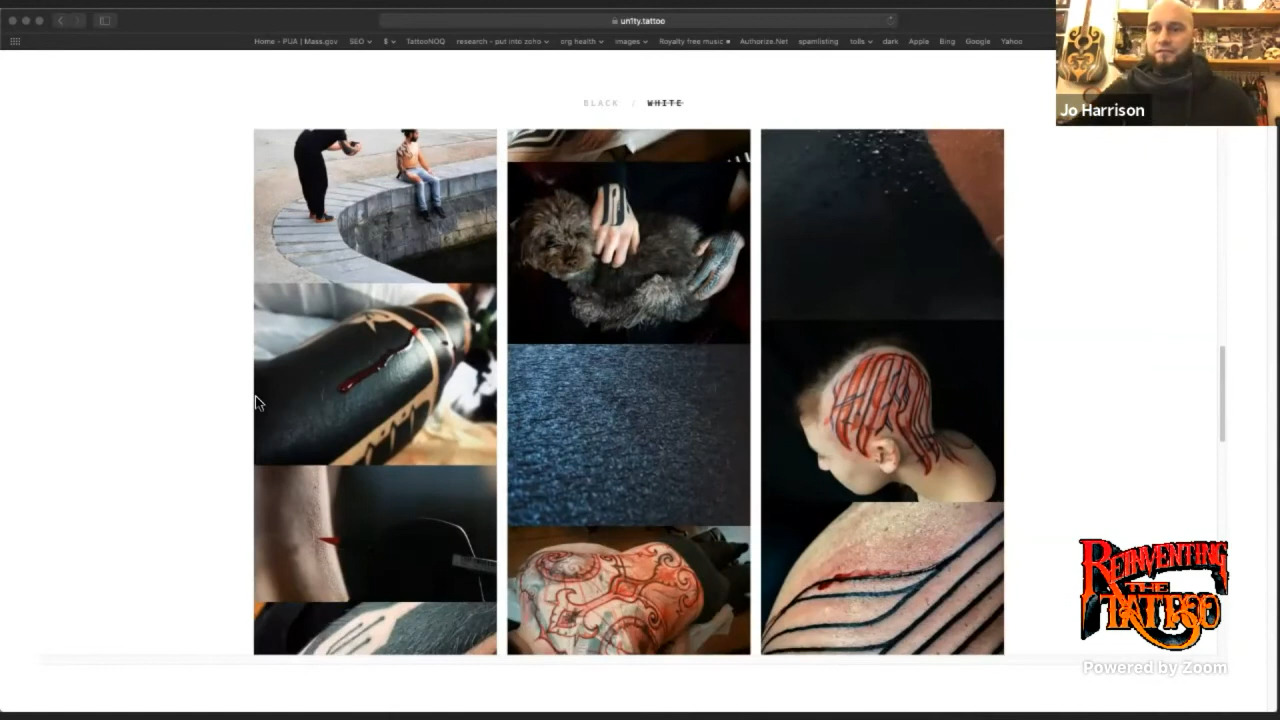 un1ty.tattoo
Home - PUA | Mass.gov SEO $ TattooNOQ research - put into zoho org health images Royalty free music Authorize.Net spamlisting tolls dark Apple Bing Google Yahoo
Jo Harrison
BLACK / WHITE
REINVENTING
THE
TATTOO
Powered by Zoom